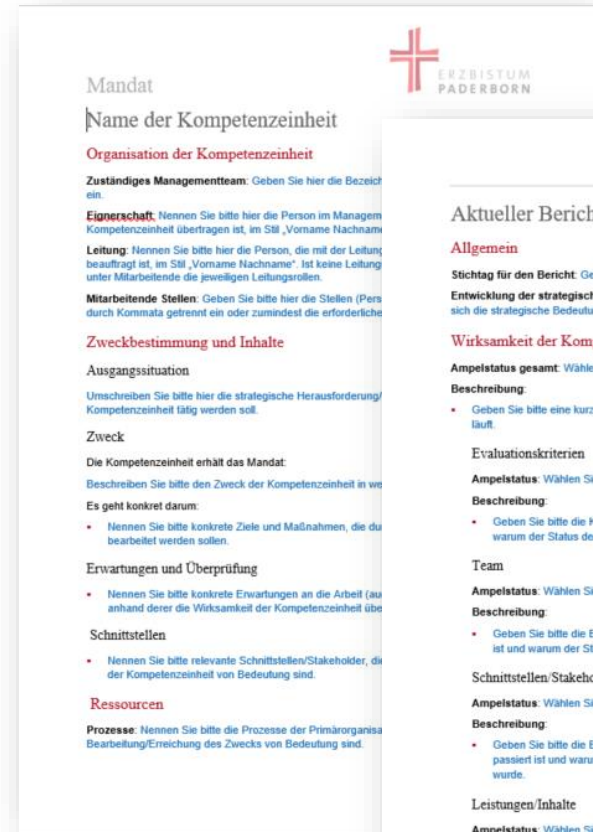 ERZBISTUM
PADERBORN
Mandat
Name der Kompetenzeinheit
Organisation der Kompetenzeinheit
Zuständiges Managementteam: Geben Sie hier die Bezeich
ein.
Eignerschaft: Nennen Sie bitte hier die Person im Managem
Kompetenzeinheit übertragen ist, im Stil „Vorname Nachname
Leitung: Nennen Sie bitte hier die Person, die mit der Leitung
beauftragt ist, im Stil „Vorname Nachname“. Ist keine Leitung
unter Mitarbeitende die jeweiligen Leitungsrollen.
Mitarbeitende Stellen: Geben Sie bitte hier die Stellen (Pers
durch Kommata getrennt ein oder zumindest die erforderliche
Zweckbestimmung und Inhalte
Ausgangssituation
Umschreiben Sie bitte hier die strategische Herausforderung/
Kompetenzeinheit tätig werden soll.
Zweck
Die Kompetenzeinheit erhält das Mandat:
Beschreiben Sie bitte den Zweck der Kompetenzeinheit in we
Es geht konkret darum:
Nennen Sie bitte konkrete Ziele und Maßnahmen, die du
bearbeitet werden sollen.
Erwartungen und Überprüfung
Nennen Sie bitte konkrete Erwartungen an die Arbeit (au
anhand derer die Wirksamkeit der Kompetenzeinheit übe
Schnittstellen
Nennen Sie bitte relevante Schnittstellen/Stakeholder, die
der Kompetenzeinheit von Bedeutung sind.
Ressourcen
Prozesse: Nennen Sie bitte die Prozesse der Primärorganisa
Bearbeitung/Erreichung des Zwecks von Bedeutung sind.
Aktueller Berich
Allgemein
Stichtag für den Bericht: Ge
Entwicklung der strategisch
sich die strategische Bedeutu
Wirksamkeit der Kom
Ampelstatus gesamt: Wähle
Beschreibung:
Geben Sie bitte eine kurz
läuft.
Evaluationskriterien
Ampelstatus: Wählen Si
Beschreibung:
Geben Sie bitte die K
warum der Status de
Team
Ampelstatus: Wählen Si
Beschreibung:
Geben Sie bitte die E
ist und warum der St
Schnittstellen/Stakeho
Ampelstatus: Wählen Si
Beschreibung:
Geben Sie bitte die E
passiert ist und waru
wurde.
Leistungen/Inhalte
Ampelstatus: Wählen Si